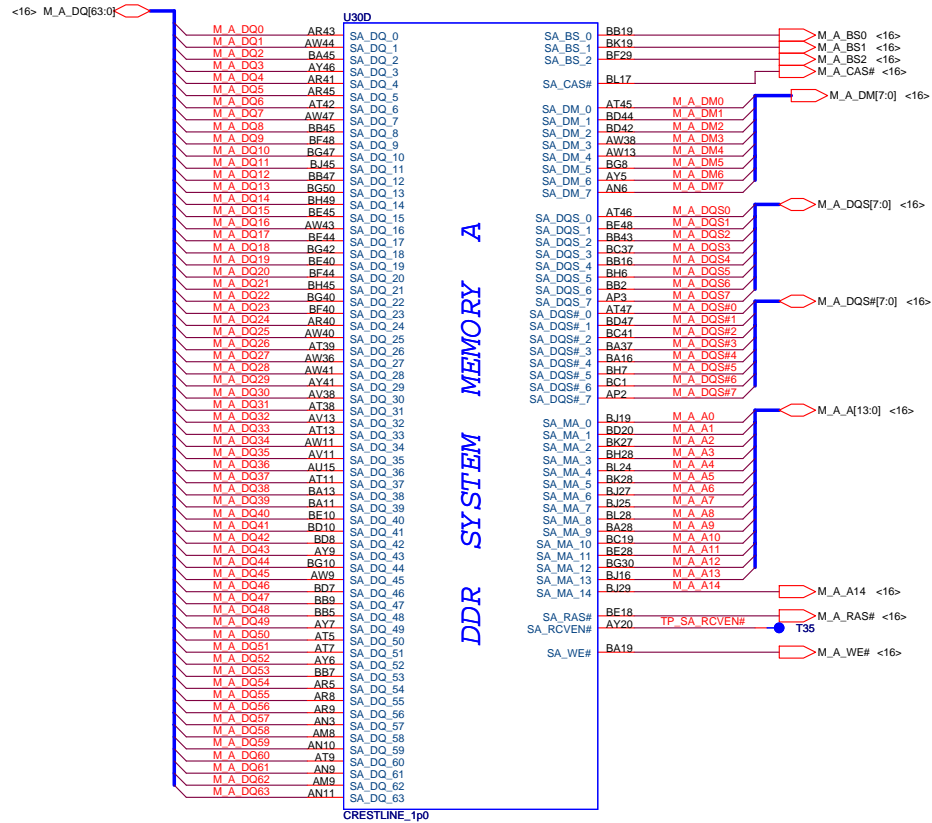 <16> M_A_DQ[63:0]
U30D
M_A_DQ0 AR43 SA_DQ_0
M_A_DQ1 AW44 SA_DQ_1
M_A_DQ2 BA45 SA_DQ_2
M_A_DQ3 AY46 SA_DQ_3
M_A_DQ4 AR41 SA_DQ_4
M_A_DQ5 AR45 SA_DQ_5
M_A_DQ6 AT42 SA_DQ_6
M_A_DQ7 AW47 SA_DQ_7
M_A_DQ8 BB45 SA_DQ_8
M_A_DQ9 BF48 SA_DQ_9
M_A_DQ10 BG47 SA_DQ_10
M_A_DQ11 BJ45 SA_DQ_11
M_A_DQ12 BB47 SA_DQ_12
M_A_DQ13 BG50 SA_DQ_13
M_A_DQ14 BH49 SA_DQ_14
M_A_DQ15 BE45 SA_DQ_15
M_A_DQ16 AW43 SA_DQ_16
M_A_DQ17 BE44 SA_DQ_17
M_A_DQ18 BG42 SA_DQ_18
M_A_DQ19 BE40 SA_DQ_19
M_A_DQ20 BF44 SA_DQ_20
M_A_DQ21 BH45 SA_DQ_21
M_A_DQ22 BG40 SA_DQ_22
M_A_DQ23 BF40 SA_DQ_23
M_A_DQ24 AR40 SA_DQ_24
M_A_DQ25 AW40 SA_DQ_25
M_A_DQ26 AT39 SA_DQ_26
M_A_DQ27 AW36 SA_DQ_27
M_A_DQ28 AW41 SA_DQ_28
M_A_DQ29 AY41 SA_DQ_29
M_A_DQ30 AV38 SA_DQ_30
M_A_DQ31 AT38 SA_DQ_31
M_A_DQ32 AV13 SA_DQ_32
M_A_DQ33 AT13 SA_DQ_33
M_A_DQ34 AW11 SA_DQ_34
M_A_DQ35 AV11 SA_DQ_35
M_A_DQ36 AU15 SA_DQ_36
M_A_DQ37 AT11 SA_DQ_37
M_A_DQ38 BA13 SA_DQ_38
M_A_DQ39 BA11 SA_DQ_39
M_A_DQ40 BE10 SA_DQ_40
M_A_DQ41 BD10 SA_DQ_41
M_A_DQ42 BD8 SA_DQ_42
M_A_DQ43 AY9 SA_DQ_43
M_A_DQ44 BG10 SA_DQ_44
M_A_DQ45 AW9 SA_DQ_45
M_A_DQ46 BD7 SA_DQ_46
M_A_DQ47 BB9 SA_DQ_47
M_A_DQ48 BB5 SA_DQ_48
M_A_DQ49 AY7 SA_DQ_49
M_A_DQ50 AT5 SA_DQ_50
M_A_DQ51 AT7 SA_DQ_51
M_A_DQ52 AY6 SA_DQ_52
M_A_DQ53 BB7 SA_DQ_53
M_A_DQ54 AR5 SA_DQ_54
M_A_DQ55 AR8 SA_DQ_55
M_A_DQ56 AR9 SA_DQ_56
M_A_DQ57 AN3 SA_DQ_57
M_A_DQ58 AM8 SA_DQ_58
M_A_DQ59 AN10 SA_DQ_59
M_A_DQ60 AT9 SA_DQ_60
M_A_DQ61 AN9 SA_DQ_61
M_A_DQ62 AM9 SA_DQ_62
M_A_DQ63 AN11 SA_DQ_63
DDR SYSTEM MEMORY A
SA_BS_0 BB19 M_A_BS0 <16>
SA_BS_1 BK19 M_A_BS1 <16>
SA_BS_2 BF29 M_A_BS2 <16>
SA_CAS# BL17 M_A_CAS# <16>
M_A_DM[7:0] <16>
SA_DM_0 AT45 M_A_DM0
SA_DM_1 BD44 M_A_DM1
SA_DM_2 BD42 M_A_DM2
SA_DM_3 AW38 M_A_DM3
SA_DM_4 AW13 M_A_DM4
SA_DM_5 BG8 M_A_DM5
SA_DM_6 AY5 M_A_DM6
SA_DM_7 AN6 M_A_DM7
M_A_DQS[7:0] <16>
SA_DQS_0 AT46 M_A_DQS0
SA_DQS_1 BE48 M_A_DQS1
SA_DQS_2 BB43 M_A_DQS2
SA_DQS_3 BC37 M_A_DQS3
SA_DQS_4 BB16 M_A_DQS4
SA_DQS_5 BH6 M_A_DQS5
SA_DQS_6 BB2 M_A_DQS6
SA_DQS_7 AP3 M_A_DQS7
M_A_DQS#[7:0] <16>
SA_DQS#_0 AT47 M_A_DQS#0
SA_DQS#_1 BD47 M_A_DQS#1
SA_DQS#_2 BC41 M_A_DQS#2
SA_DQS#_3 BA37 M_A_DQS#3
SA_DQS#_4 BA16 M_A_DQS#4
SA_DQS#_5 BH7 M_A_DQS#5
SA_DQS#_6 BC1 M_A_DQS#6
SA_DQS#_7 AP2 M_A_DQS#7
M_A_A[13:0] <16>
SA_MA_0 BJ19 M_A_A0
SA_MA_1 BD20 M_A_A1
SA_MA_2 BK27 M_A_A2
SA_MA_3 BH28 M_A_A3
SA_MA_4 BL24 M_A_A4
SA_MA_5 BK28 M_A_A5
SA_MA_6 BJ27 M_A_A6
SA_MA_7 BJ25 M_A_A7
SA_MA_8 BL28 M_A_A8
SA_MA_9 BA28 M_A_A9
SA_MA_10 BC19 M_A_A10
SA_MA_11 BE28 M_A_A11
SA_MA_12 BG30 M_A_A12
SA_MA_13 BJ16 M_A_A13
SA_MA_14 BJ29 M_A_A14 M_A_A14 <16>
SA_RAS# BE18 M_A_RAS# <16>
SA_RCVEN# AY20 TP_SA_RCVEN# T35
SA_WE# BA19 M_A_WE# <16>
CRESTLINE_1p0